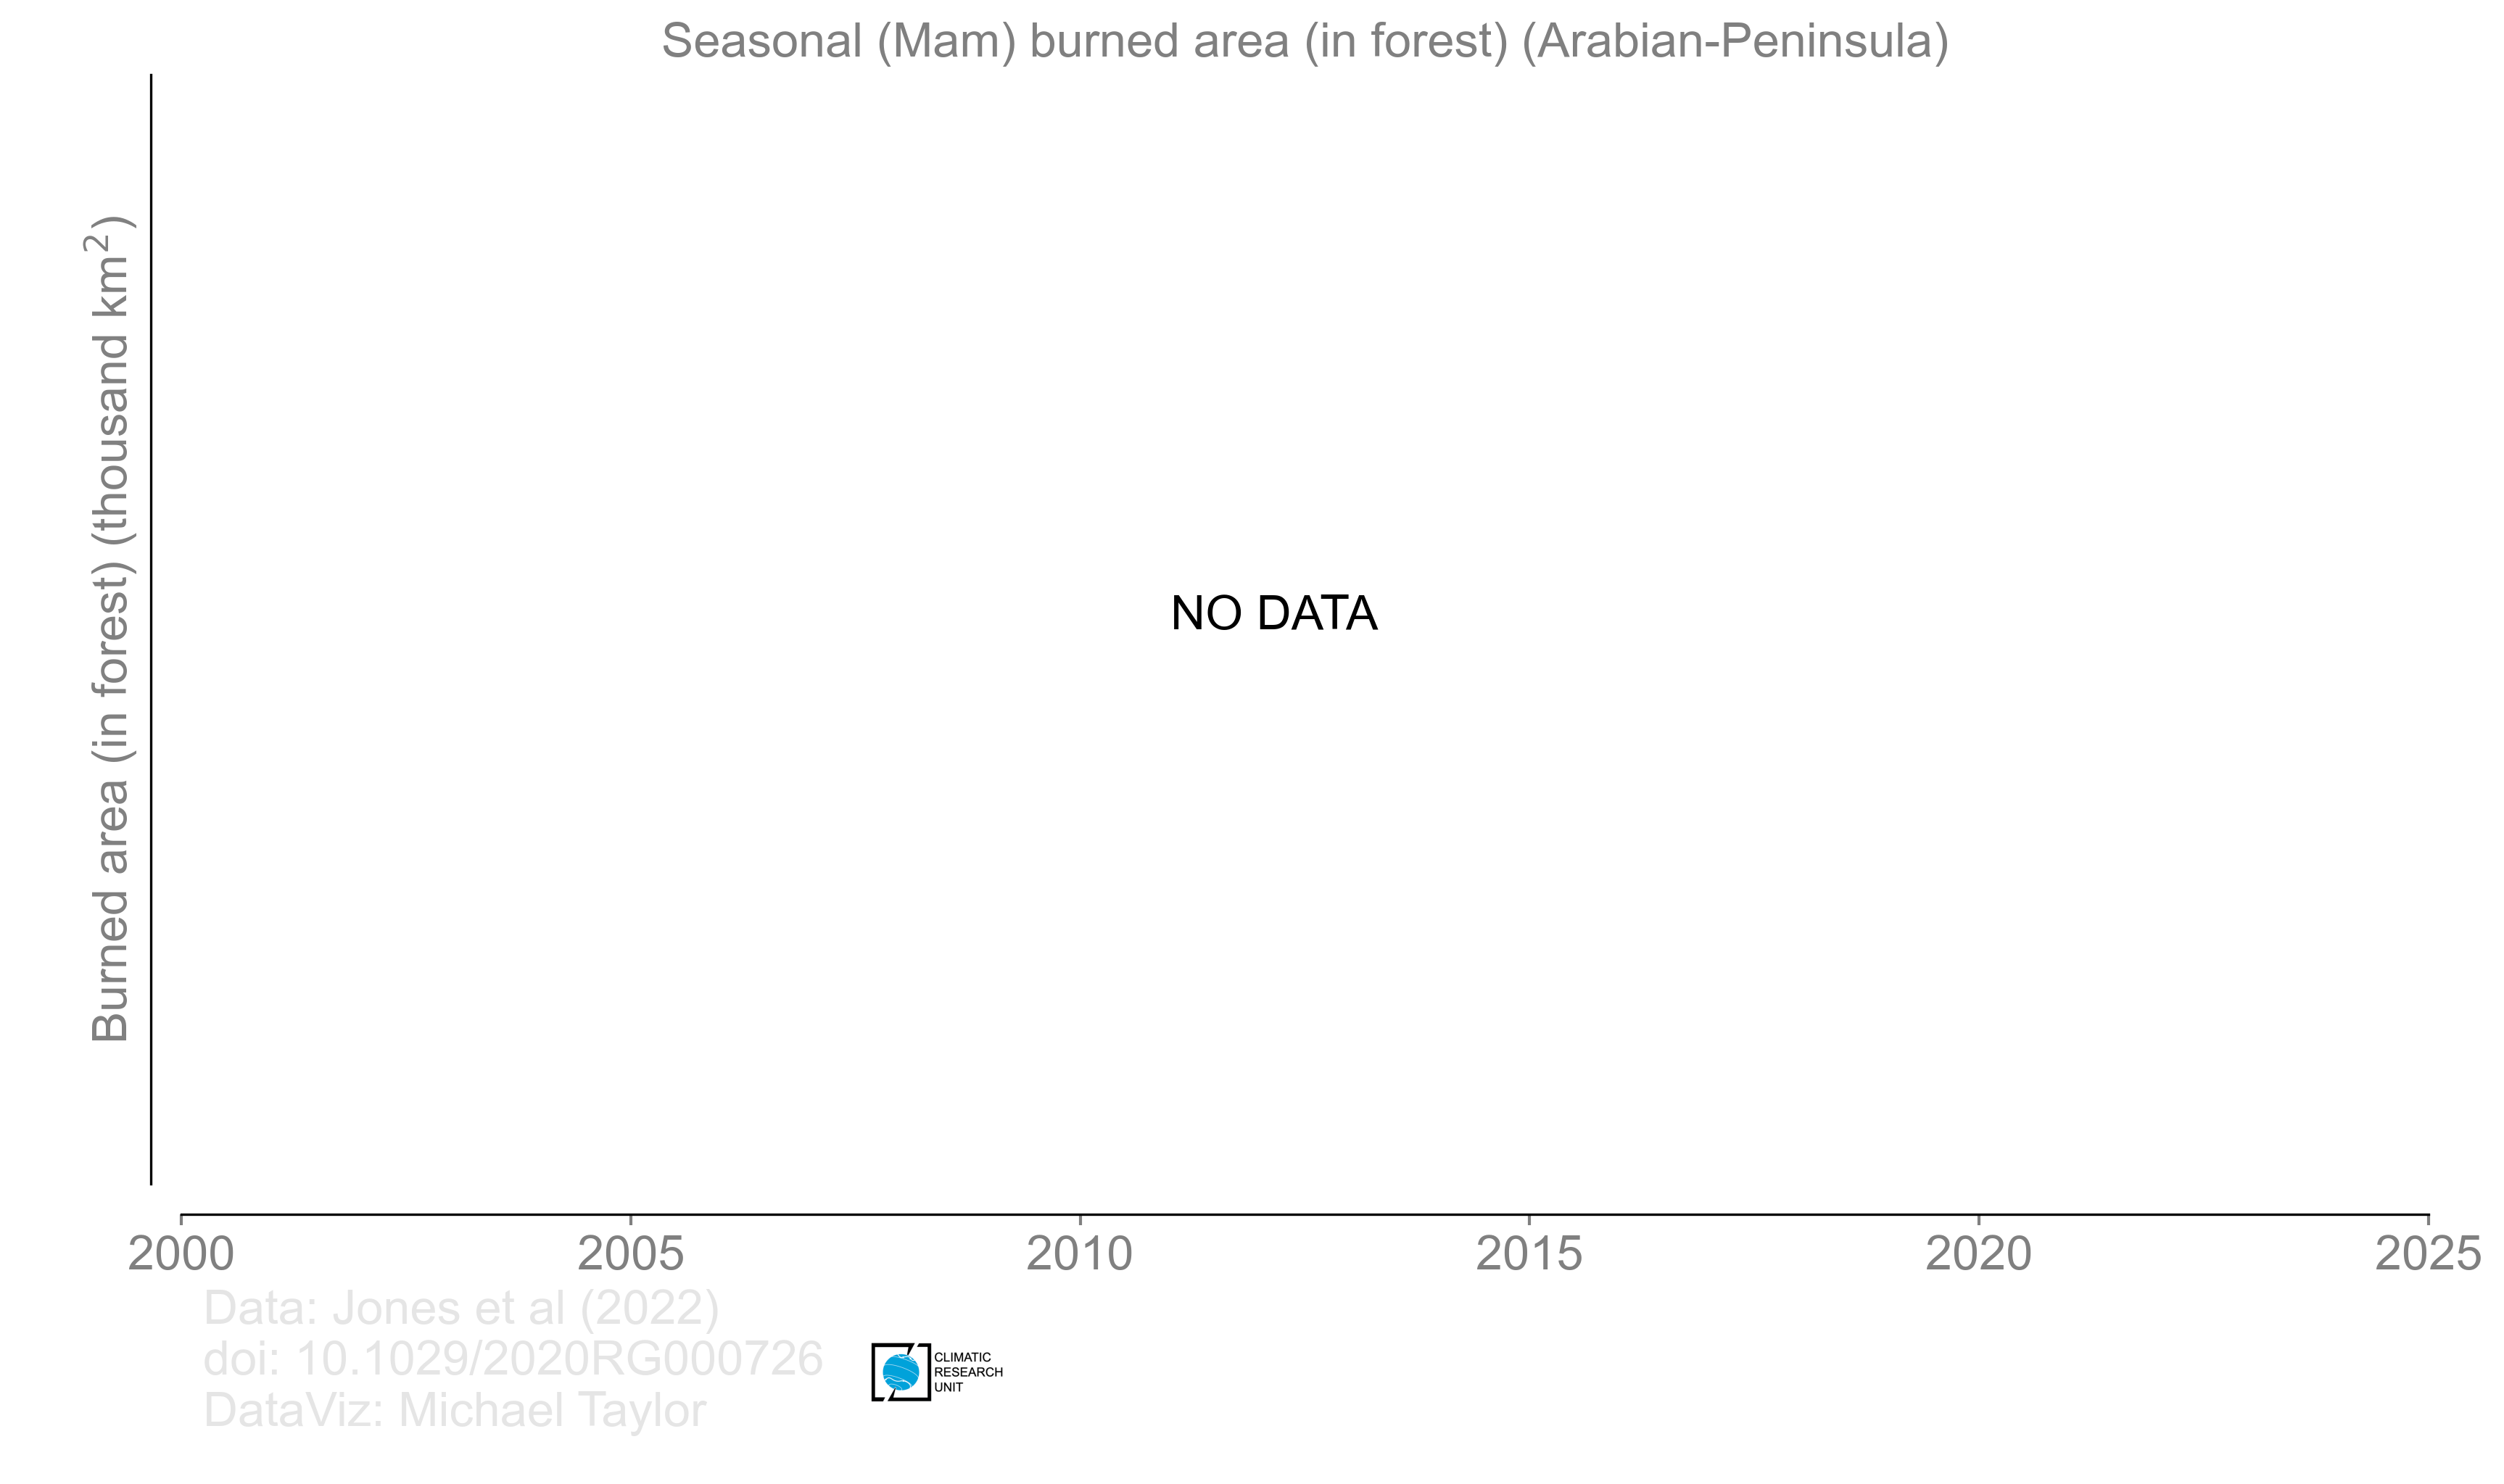 Seasonal (Mam) burned area (in forest) (Arabian-Peninsula)
Burned area (in forest) (thousand km²)
NO DATA
2000 2005 2010 2015 2020 2025
Data: Jones et al (2022)
doi: 10.1029/2020RG000726
DataViz: Michael Taylor
CLIMATIC
RESEARCH
UNIT